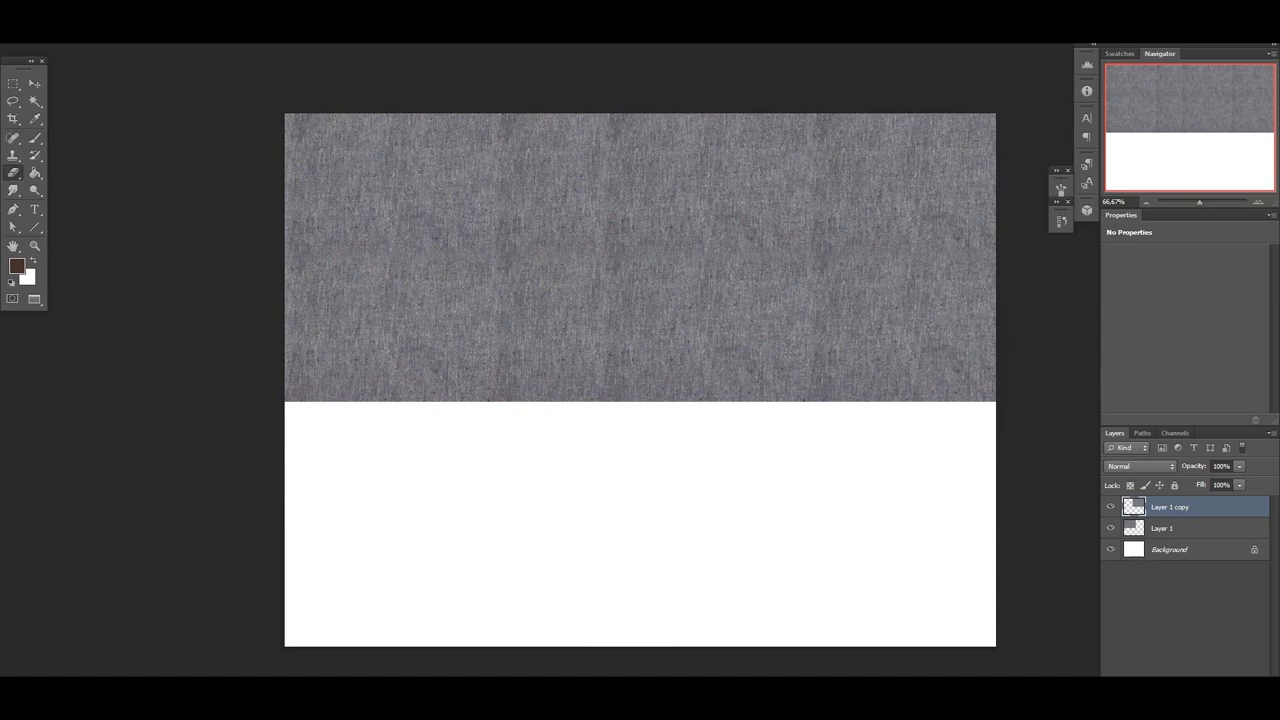 Swatches Navigator
66,67%
Properties
No Properties
Layers Paths Channels
Kind
Normal Opacity: 100%
Lock: Fill: 100%
Layer 1 copy
Layer 1
Background